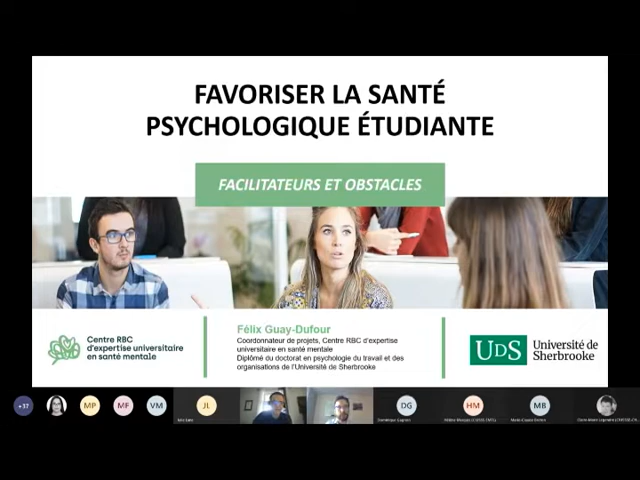 FAVORISER LA SANTÉ
PSYCHOLOGIQUE ÉTUDIANTE
FACILITATEURS ET OBSTACLES
Centre RBC
d'expertise universitaire
en santé mentale
Félix Guay-Dufour
Coordonnateur de projets, Centre RBC d'expertise
universitaire en santé mentale
Diplômé du doctorat en psychologie du travail et des
organisations de l'Université de Sherbrooke
UDS
Université de
Sherbrooke
+37
MP
MF
VM
JL
DG
HM
MB